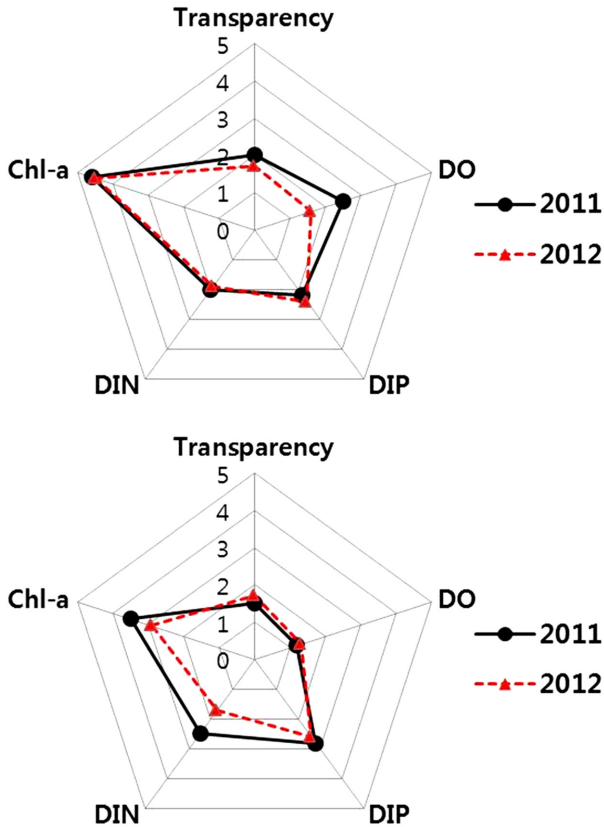 Transparency
5
4
3
2
1
0
Chl-a
DO
DIN
DIP
2011
2012
Transparency
5
4
3
2
1
0
Chl-a
DO
DIN
DIP
2011
2012